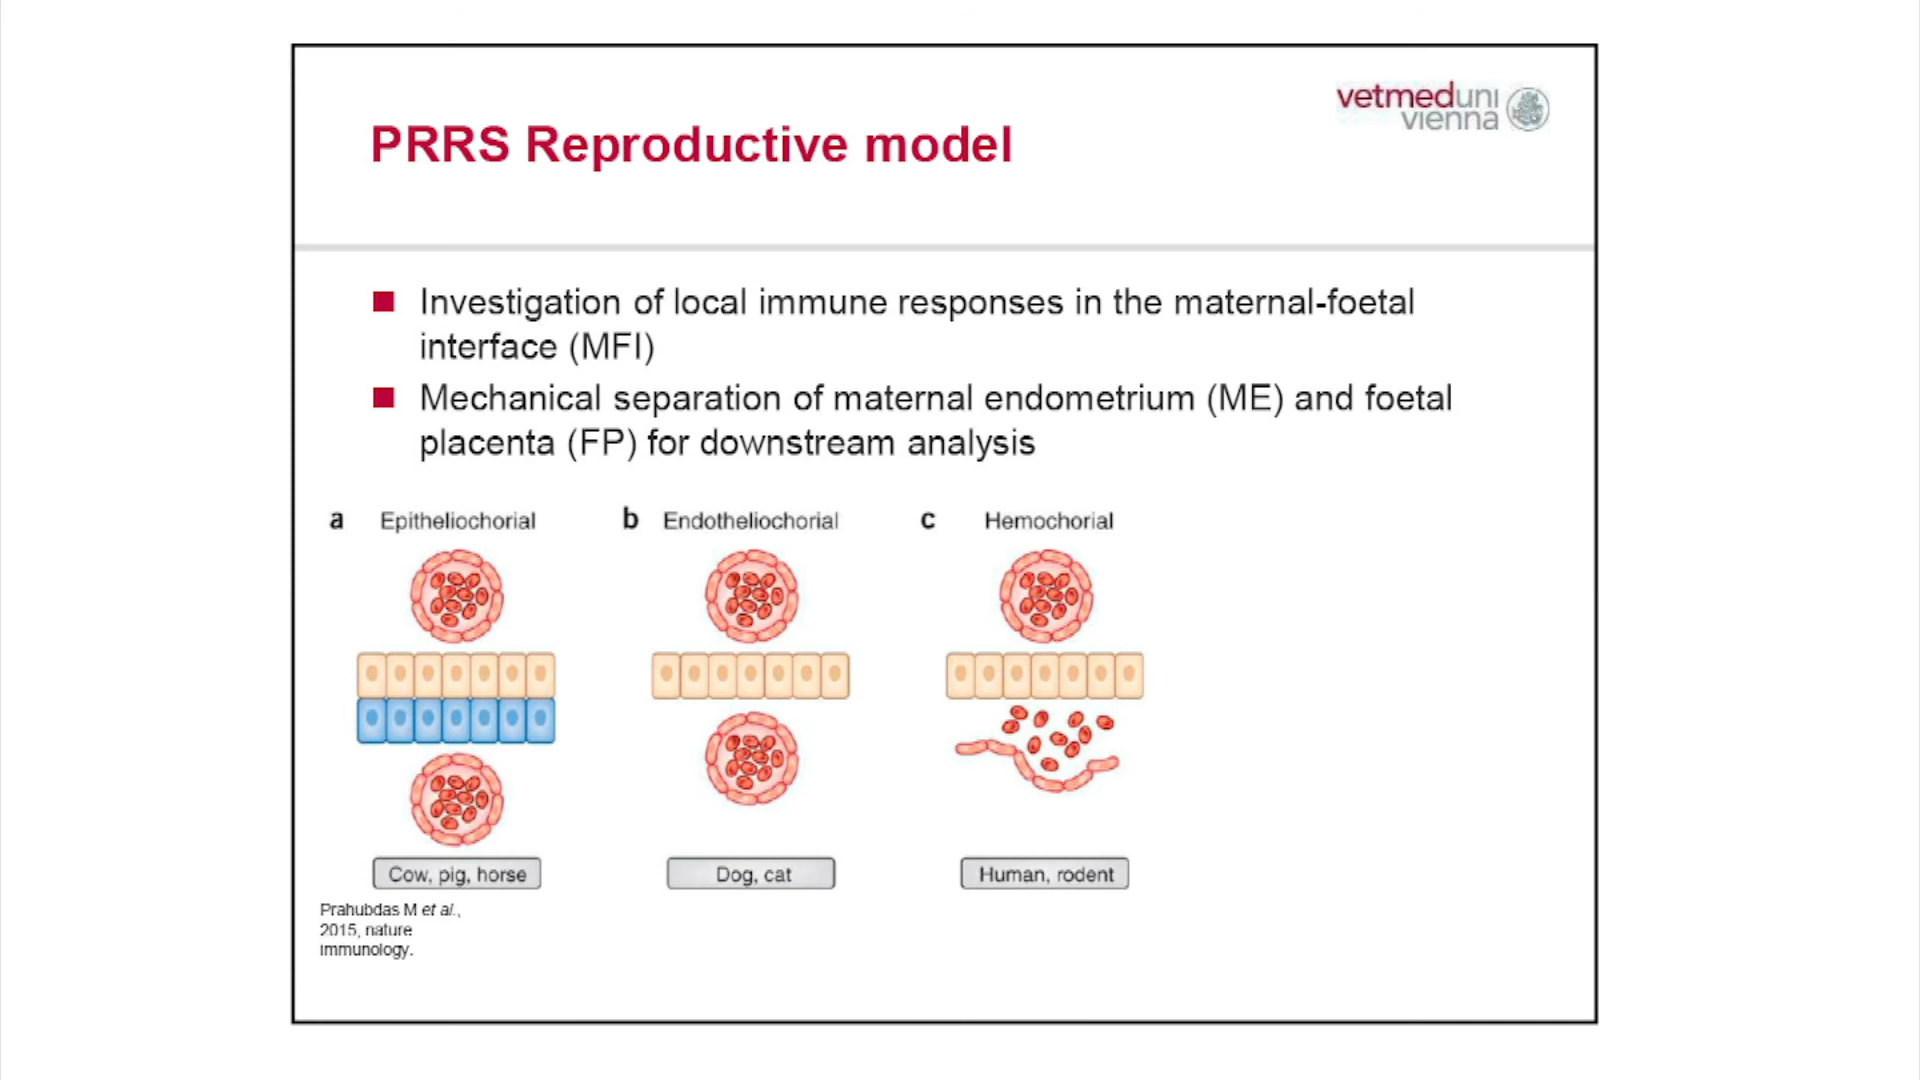 vetmeduni
vienna
PRRS Reproductive model
Investigation of local immune responses in the maternal-foetal
interface (MFI)
Mechanical separation of maternal endometrium (ME) and foetal
placenta (FP) for downstream analysis
a Epitheliochorial
b Endotheliochorial
c Hemochorial
Cow, pig, horse
Dog, cat
Human, rodent
Prahubdas M et al.,
2015, nature
immunology.